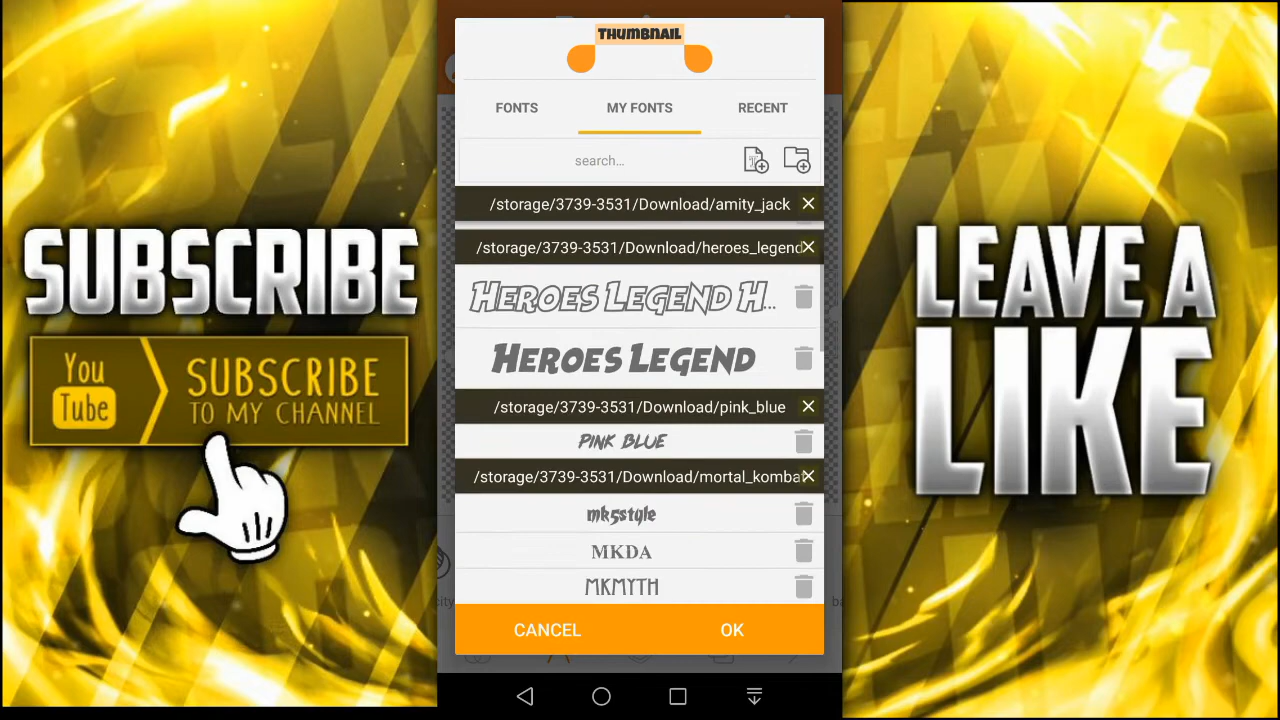 THUMBNAIL
FONTS
MY FONTS
RECENT
search...
/storage/3739-3531/Download/amity_jack
/storage/3739-3531/Download/heroes_legend
HEROES LEGEND H...
HEROES LEGEND
/storage/3739-3531/Download/pink_blue
PINK BLUE
/storage/3739-3531/Download/mortal_komba
mk5style
MKDA
MKMYTH
CANCEL
OK
SUBSCRIBE
You
Tube
SUBSCRIBE
TO MY CHANNEL
LEAVE A
LIKE